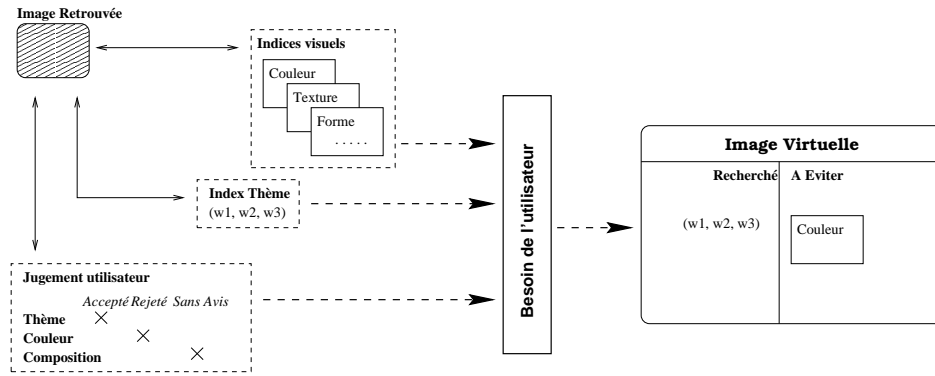 Image Retrouvée
Indices visuels
Couleur
Texture
Forme
.....
Index Thème
(w1, w2, w3)
Jugement utilisateur
Accepté Rejeté Sans Avis
Thème
Couleur
Composition
Besoin de l'utilisateur
Image Virtuelle
Recherché
A Eviter
(w1, w2, w3)
Couleur